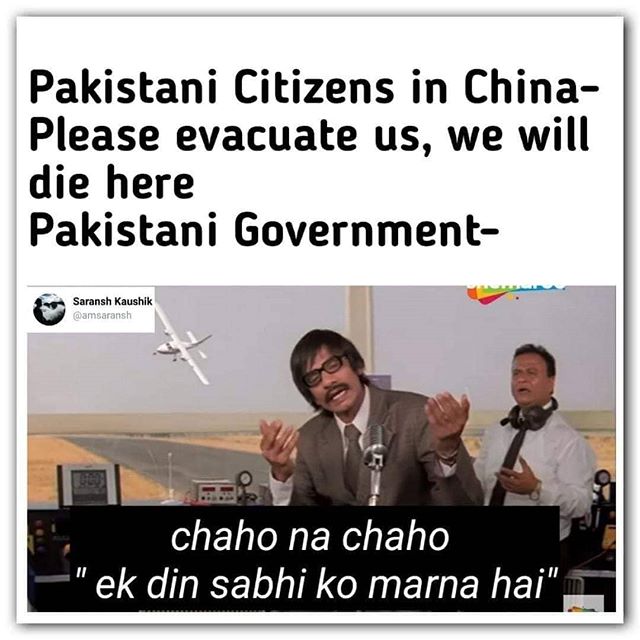 Pakistani Citizens in China-
Please evacuate us, we will
die here
Pakistani Government-
Saransh Kaushik
@amsaransh
chaho na chaho
" ek din sabhi ko marna hai"